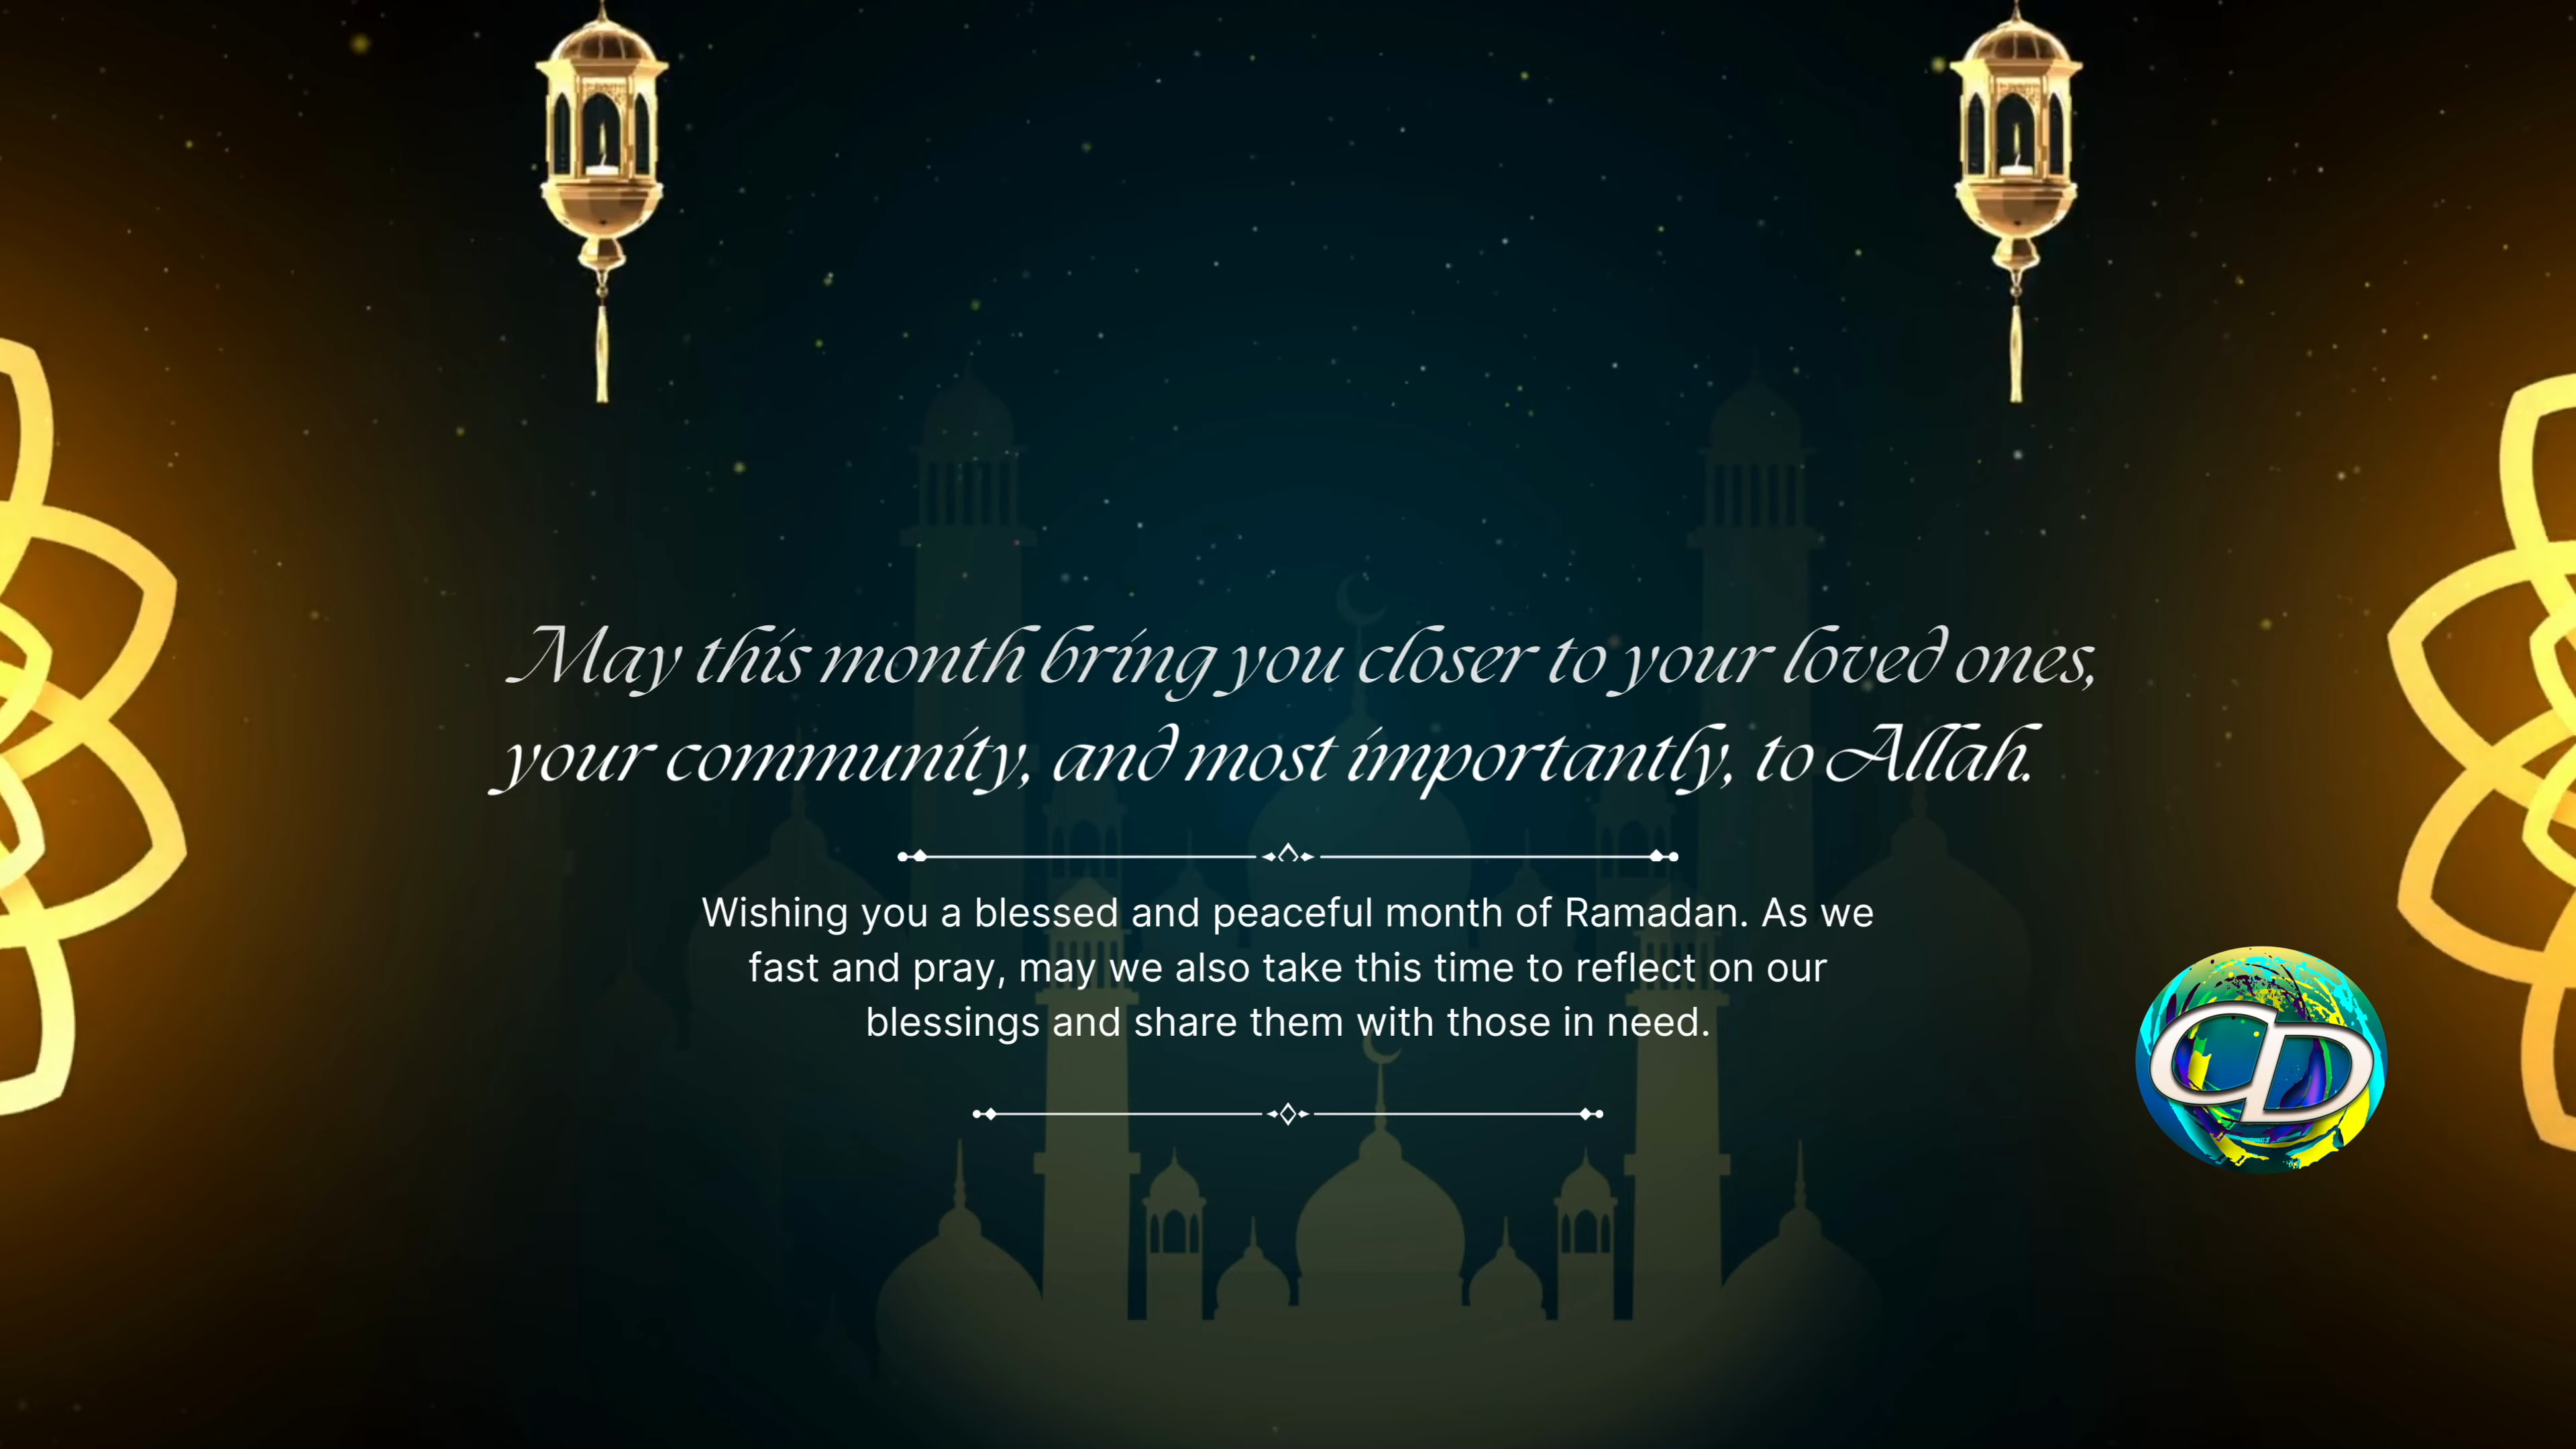 May this month bring you closer to your loved ones,
your community, and most importantly, to Allah.
Wishing you a blessed and peaceful month of Ramadan. As we
fast and pray, may we also take this time to reflect on our
blessings and share them with those in need.
CD